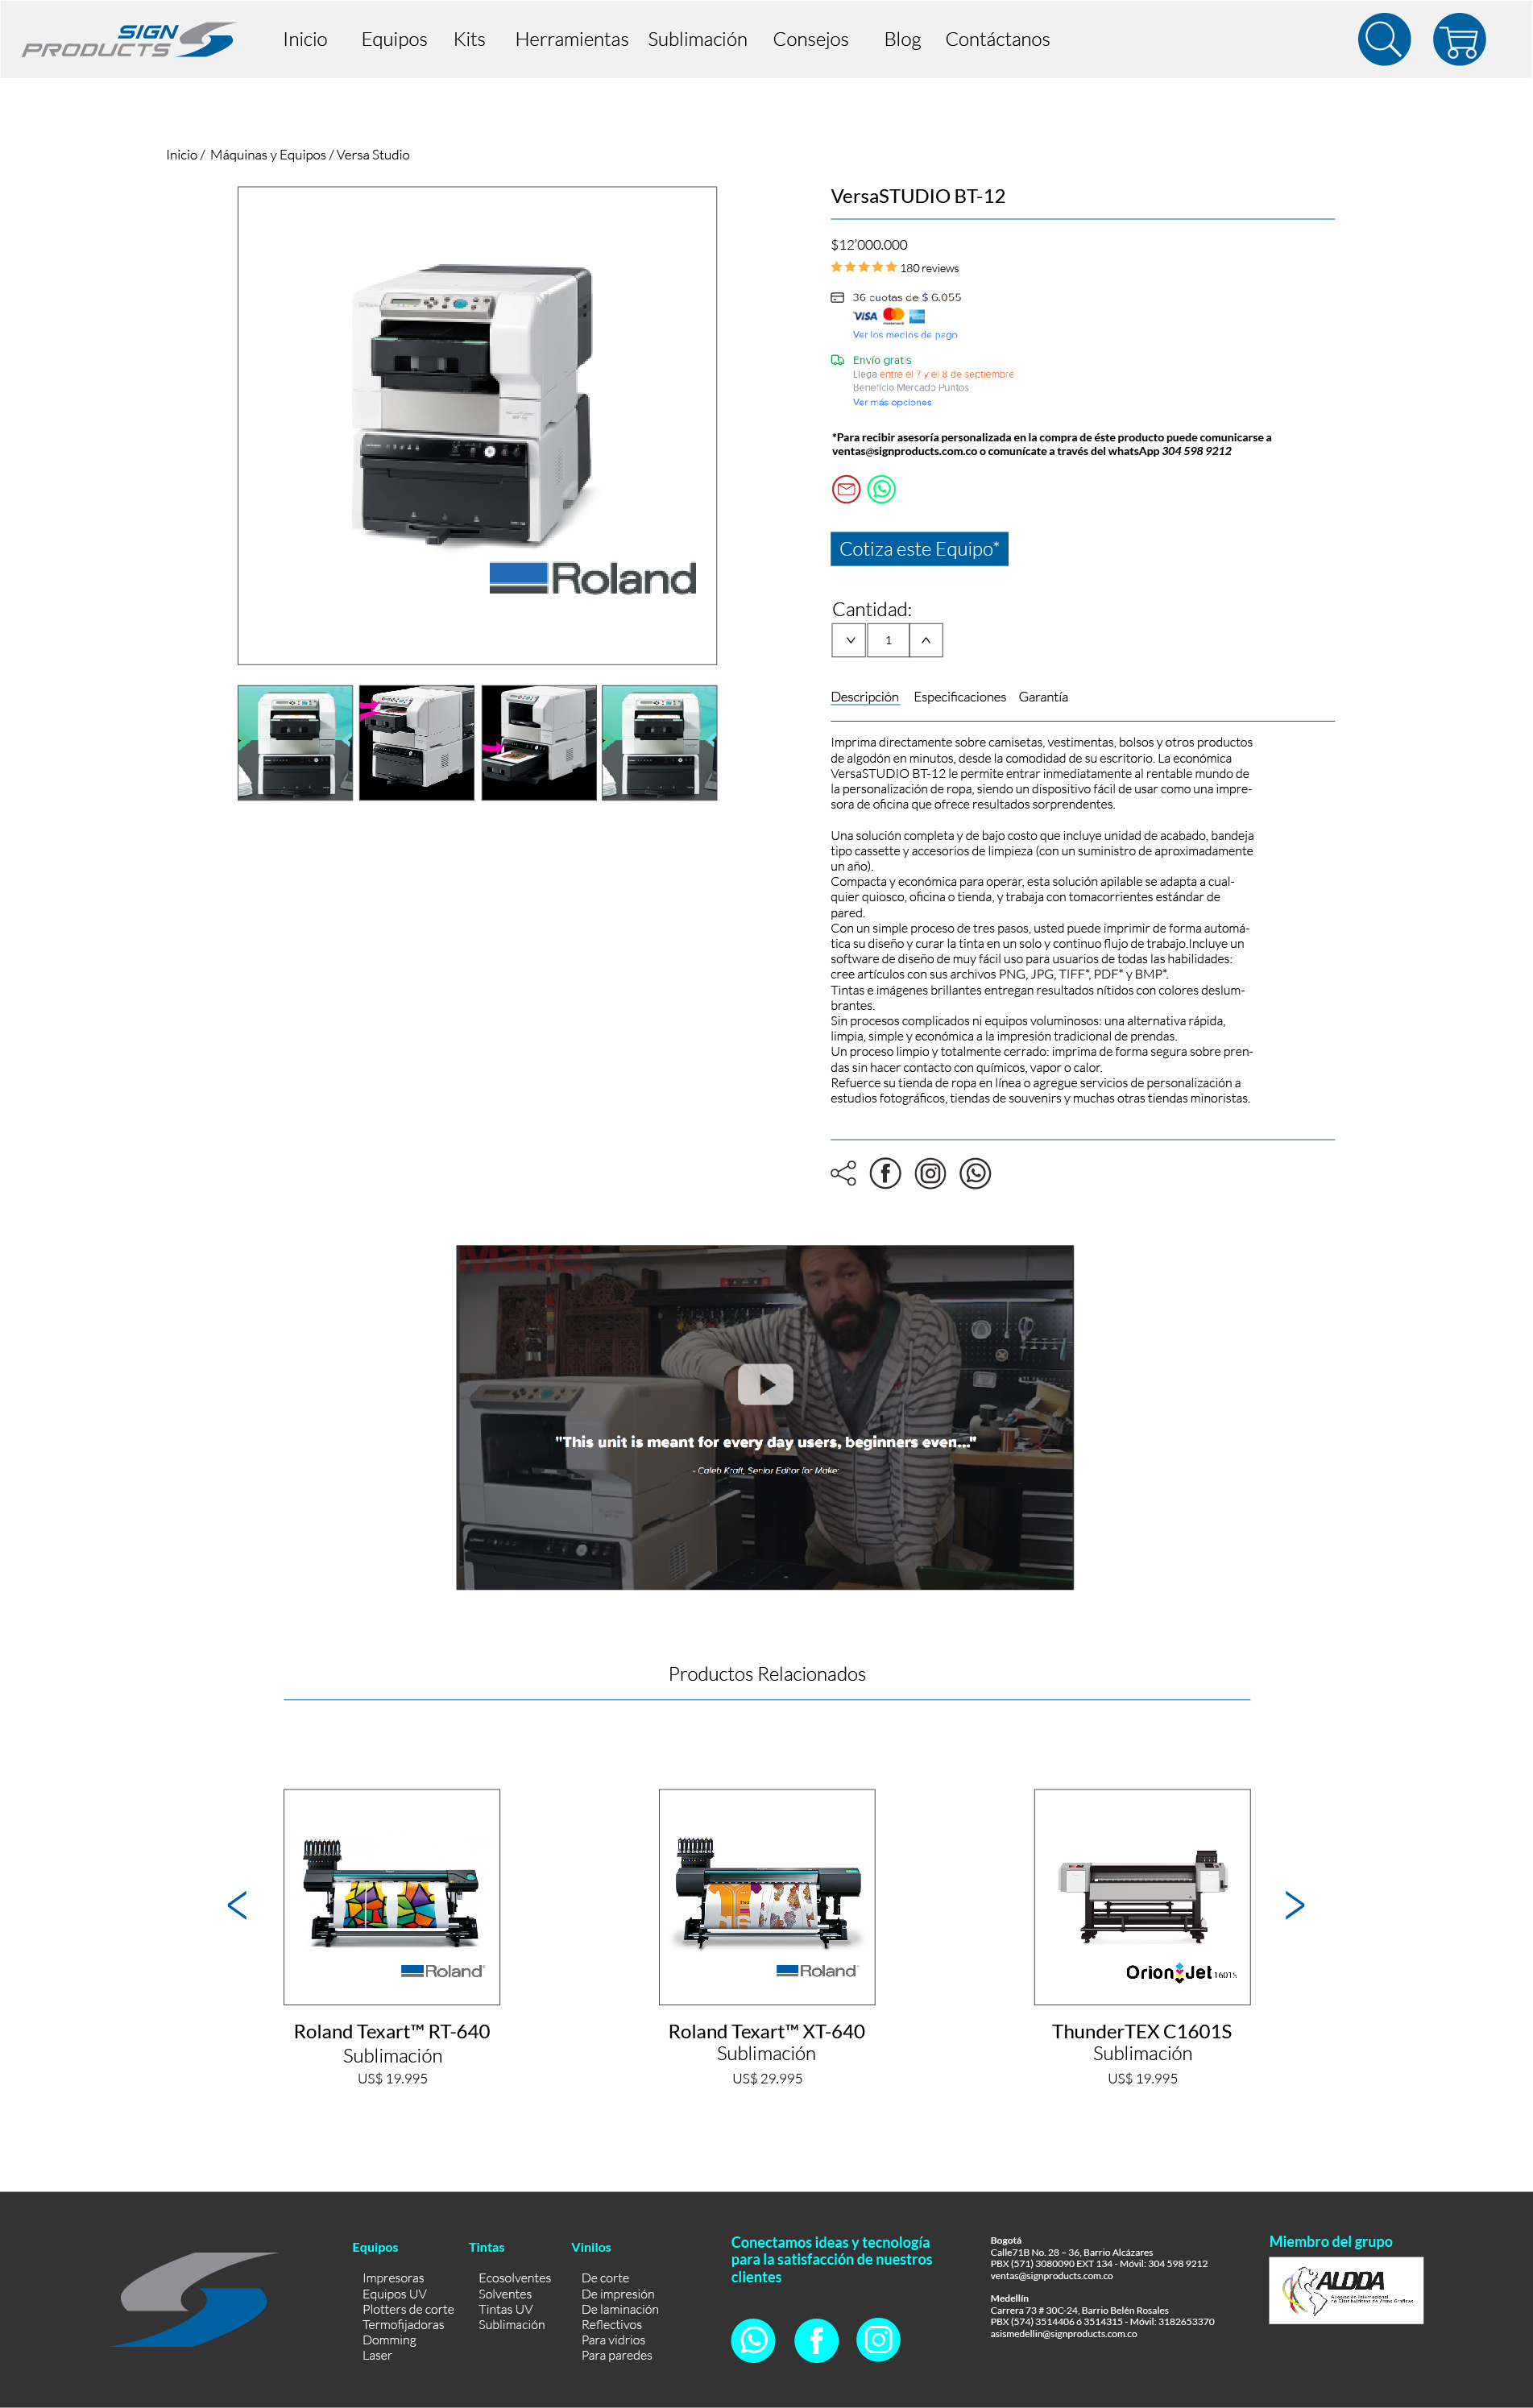 SIGN
PRODUCTS
Inicio Equipos Kits Herramientas Sublimación Consejos Blog Contáctanos
Inicio / Máquinas y Equipos / Versa Studio
VersaSTUDIO BT-12
$12'000.000
180 reviews
36 cuotas de $ 6.055
VISA mastercard
Ver los medios de pago
Envío gratis
Llega entre el 7 y el 8 de septiembre
Beneficio Mercado Puntos
Ver más opciones
*Para recibir asesoría personalizada en la compra de éste producto puede comunicarse a
ventas@signproducts.com.co o comunícate a través del whatsApp 304 598 9212
Cotiza este Equipo*
Roland
Cantidad:
1
Descripción Especificaciones Garantía
Imprima directamente sobre camisetas, vestimentas, bolsos y otros productos
de algodón en minutos, desde la comodidad de su escritorio. La económica
VersaSTUDIO BT-12 le permite entrar inmediatamente al rentable mundo de
la personalización de ropa, siendo un dispositivo fácil de usar como una impre-
sora de oficina que ofrece resultados sorprendentes.
Una solución completa y de bajo costo que incluye unidad de acabado, bandeja
tipo cassette y accesorios de limpieza (con un suministro de aproximadamente
un año).
Compacta y económica para operar, esta solución apilable se adapta a cual-
quier quiosco, oficina o tienda, y trabaja con tomacorrientes estándar de
pared.
Con un simple proceso de tres pasos, usted puede imprimir de forma automá-
tica su diseño y curar la tinta en un solo y continuo flujo de trabajo.Incluye un
software de diseño de muy fácil uso para usuarios de todas las habilidades:
cree artículos con sus archivos PNG, JPG, TIFF*, PDF* y BMP*.
Tintas e imágenes brillantes entregan resultados nítidos con colores deslum-
brantes.
Sin procesos complicados ni equipos voluminosos: una alternativa rápida,
limpia, simple y económica a la impresión tradicional de prendas.
Un proceso limpio y totalmente cerrado: imprima de forma segura sobre pren-
das sin hacer contacto con químicos, vapor o calor.
Refuerce su tienda de ropa en línea o agregue servicios de personalización a
estudios fotográficos, tiendas de souvenirs y muchas otras tiendas minoristas.
Make:
"This unit is meant for every day users, beginners even..."
- Caleb Kraft, Senior Editor for Make:
Productos Relacionados
Roland
Roland
Orion Jet 1601S
Roland Texart™ RT-640
Sublimación
US$ 19.995
Roland Texart™ XT-640
Sublimación
US$ 29.995
ThunderTEX C1601S
Sublimación
US$ 19.995
Equipos
Impresoras
Equipos UV
Plotters de corte
Termofijadoras
Domming
Laser
Tintas
Ecosolventes
Solventes
Tintas UV
Sublimación
Vinilos
De corte
De impresión
De laminación
Reflectivos
Para vidrios
Para paredes
Conectamos ideas y tecnología
para la satisfacción de nuestros
clientes
Bogotá
Calle71B No. 28 – 36, Barrio Alcázares
PBX (571) 3080090 EXT 134 - Móvil: 304 598 9212
ventas@signproducts.com.co
Medellín
Carrera 73 # 30C-24, Barrio Belén Rosales
PBX (574) 3514406 ó 3514315 - Móvil: 3182653370
asismedellin@signproducts.com.co
Miembro del grupo
ALDDA